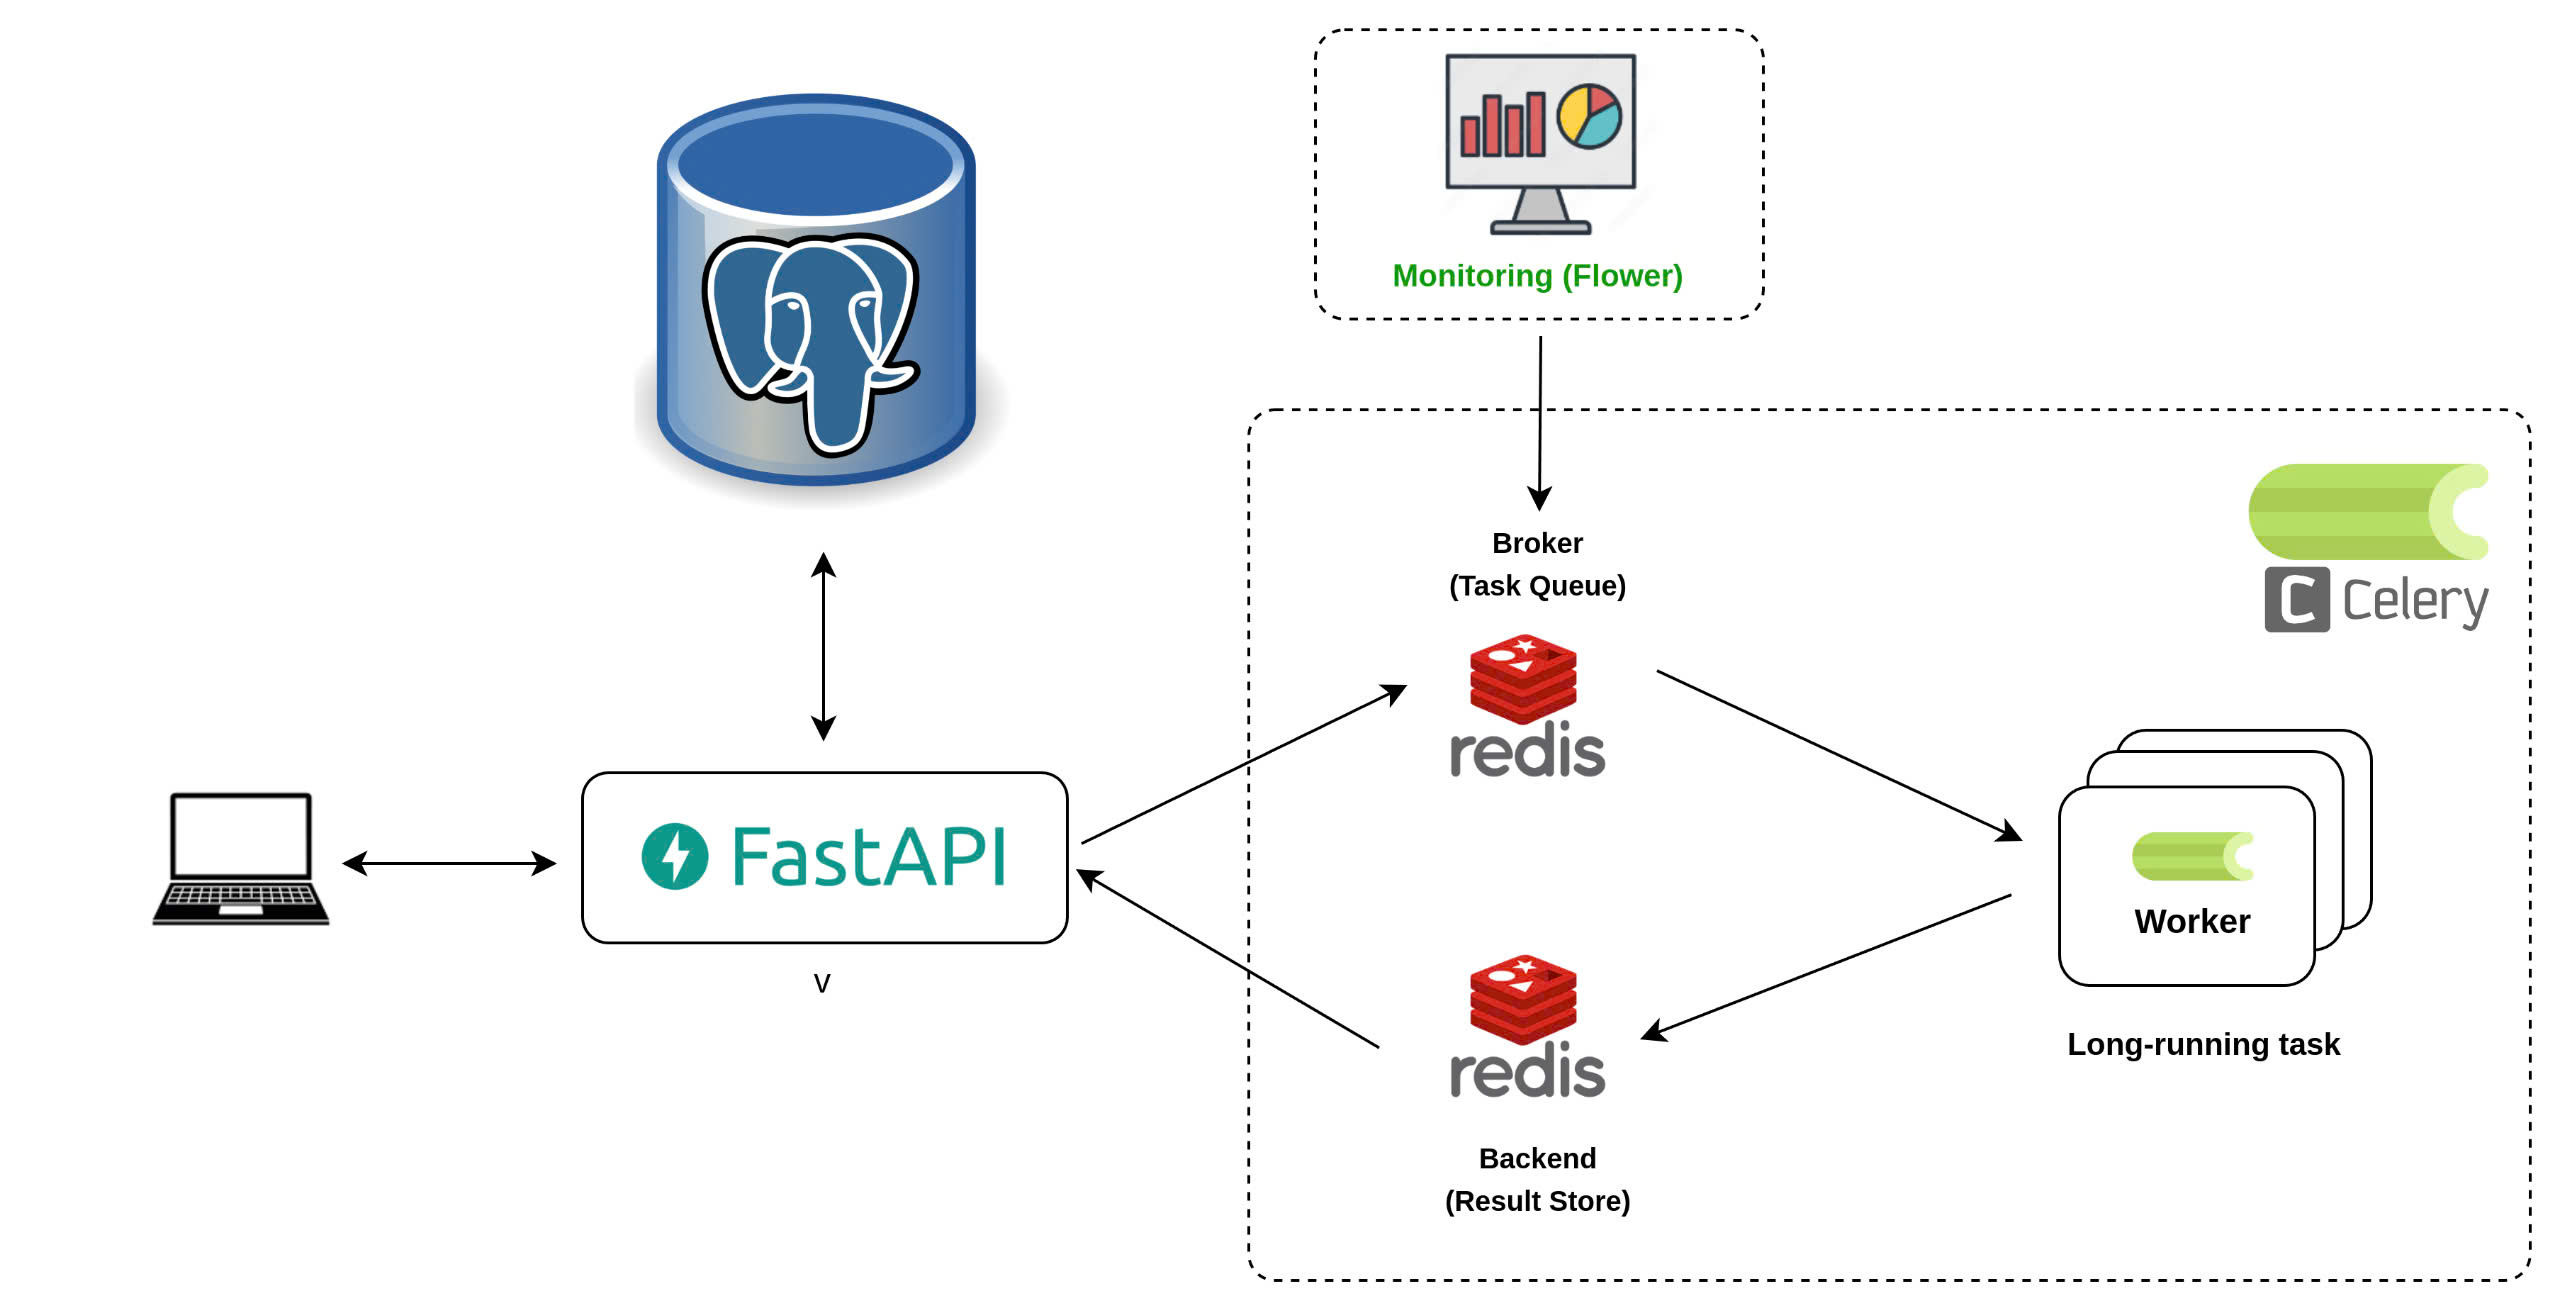 Monitoring (Flower)
Broker
(Task Queue)
C Celery
redis
FastAPI
Worker
v
redis
Long-running task
Backend
(Result Store)